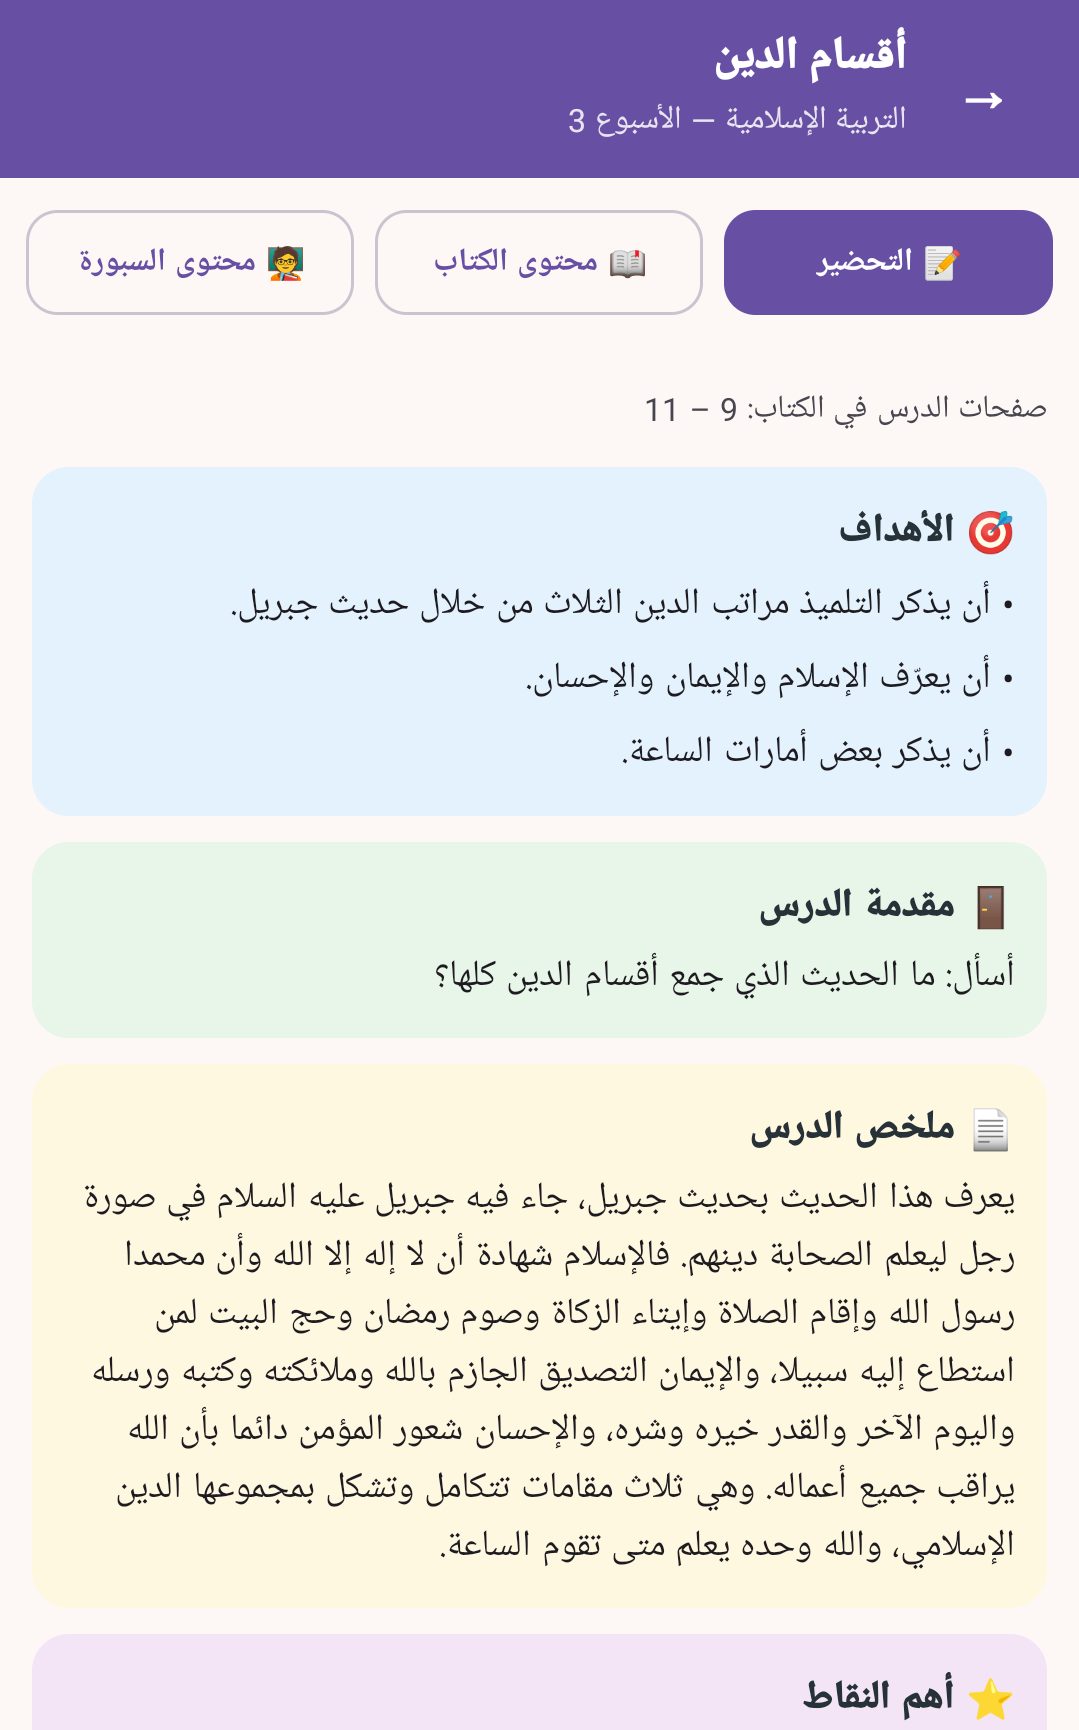 أقسام الدين
التربية الإسلامية — الأسبوع 3
→
📝 التحضير
📖 محتوى الكتاب
🧑‍🏫 محتوى السبورة
صفحات الدرس في الكتاب: 9 – 11
🎯 الأهداف
• أن يذكر التلميذ مراتب الدين الثلاث من خلال حديث جبريل.
• أن يعرّف الإسلام والإيمان والإحسان.
• أن يذكر بعض أمارات الساعة.
🚪 مقدمة الدرس
أسأل: ما الحديث الذي جمع أقسام الدين كلها؟
📄 ملخص الدرس
يعرف هذا الحديث بحديث جبريل، جاء فيه جبريل عليه السلام في صورة
رجل ليعلم الصحابة دينهم. فالإسلام شهادة أن لا إله إلا الله وأن محمدا
رسول الله وإقام الصلاة وإيتاء الزكاة وصوم رمضان وحج البيت لمن
استطاع إليه سبيلا، والإيمان التصديق الجازم بالله وملائكته وكتبه ورسله
واليوم الآخر والقدر خيره وشره، والإحسان شعور المؤمن دائما بأن الله
يراقب جميع أعماله. وهي ثلاث مقامات تتكامل وتشكل بمجموعها الدين
الإسلامي، والله وحده يعلم متى تقوم الساعة.
⭐ أهم النقاط